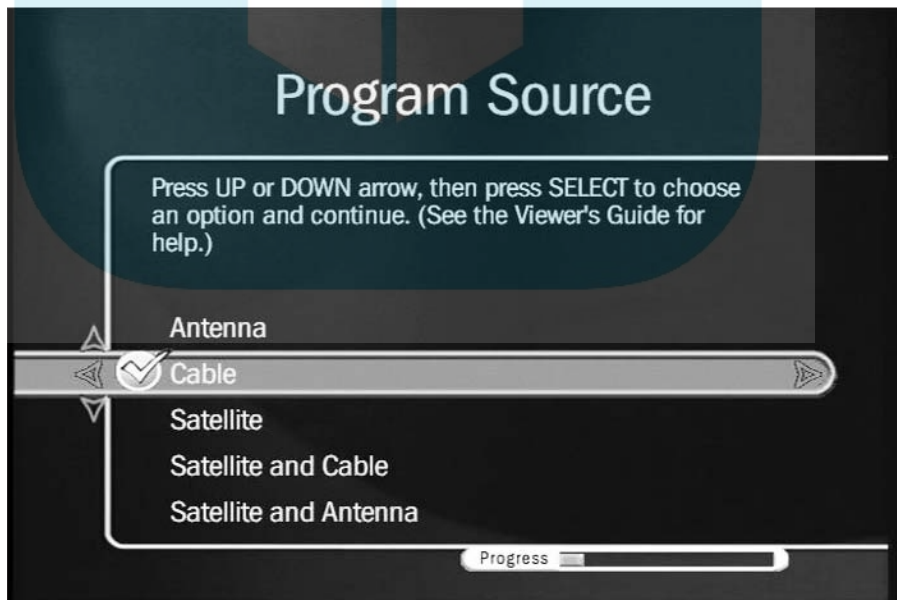 Program Source
Press UP or DOWN arrow, then press SELECT to choose
an option and continue. (See the Viewer's Guide for
help.)
Antenna
Cable
Satellite
Satellite and Cable
Satellite and Antenna
Progress